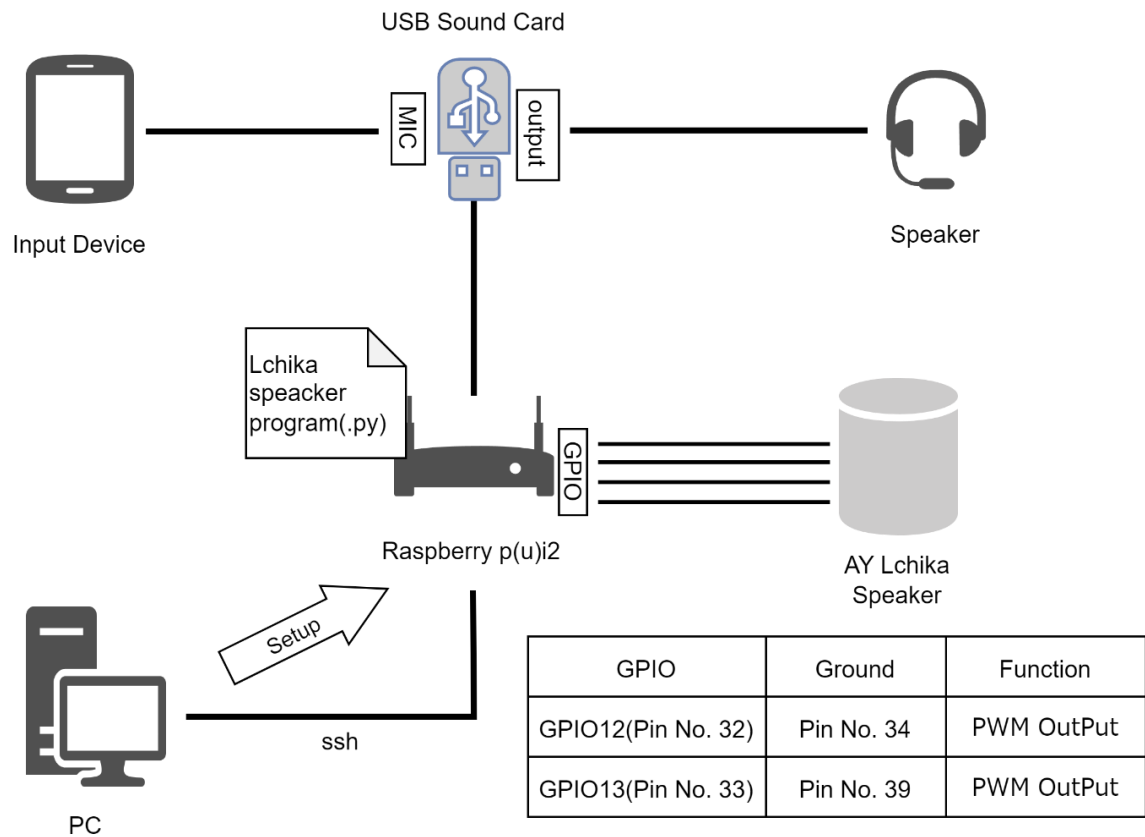 USB Sound Card
MIC
output
Input Device
Speaker
Lchika
speacker
program(.py)
GPIO
Raspberry p(u)i2
AY Lchika
Speaker
Setup
ssh
PC
GPIO Ground Function
GPIO12(Pin No. 32) Pin No. 34 PWM OutPut
GPIO13(Pin No. 33) Pin No. 39 PWM OutPut